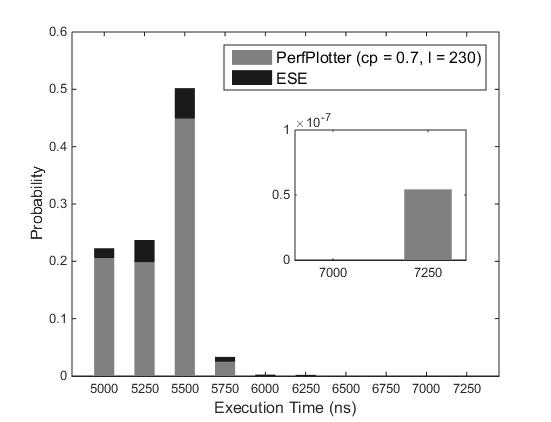 0.6
0.5
0.4
0.3
0.2
0.1
0
Probability
PerfPlotter (cp = 0.7, l = 230)
ESE
1 ×10-7
0.5
0
7000 7250
5000 5250 5500 5750 6000 6250 6500 6750 7000 7250
Execution Time (ns)